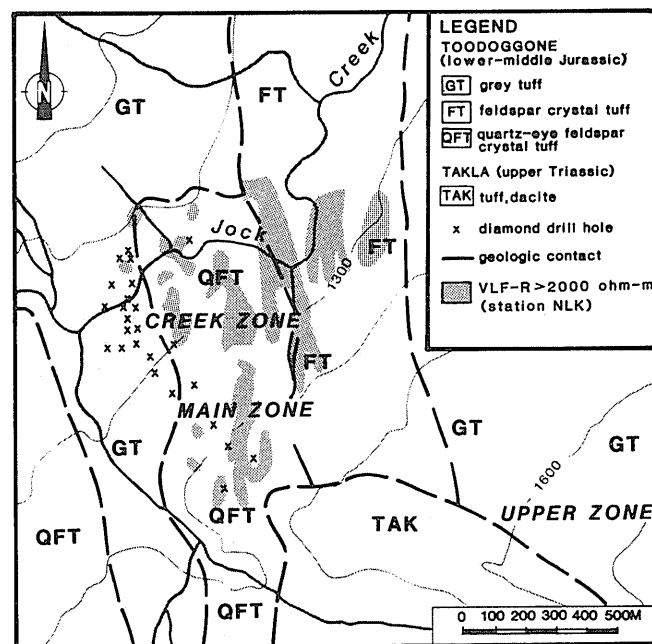 LEGEND
TOODOGGONE
(lower-middle Jurassic)
GT grey tuff
FT feldspar crystal tuff
QFT quartz-eye feldspar
crystal tuff
TAKLA (upper Triassic)
TAK tuff,dacite
x diamond drill hole
geologic contact
VLF-R>2000 ohm-m
(station NLK)
N
GT
FT
Creek
Jock
FT
QFT
1300
CREEK ZONE
FT
MAIN ZONE
GT
GT
GT
1600
UPPER ZONE
QFT
QFT
TAK
QFT
0 100 200 300 400 500M